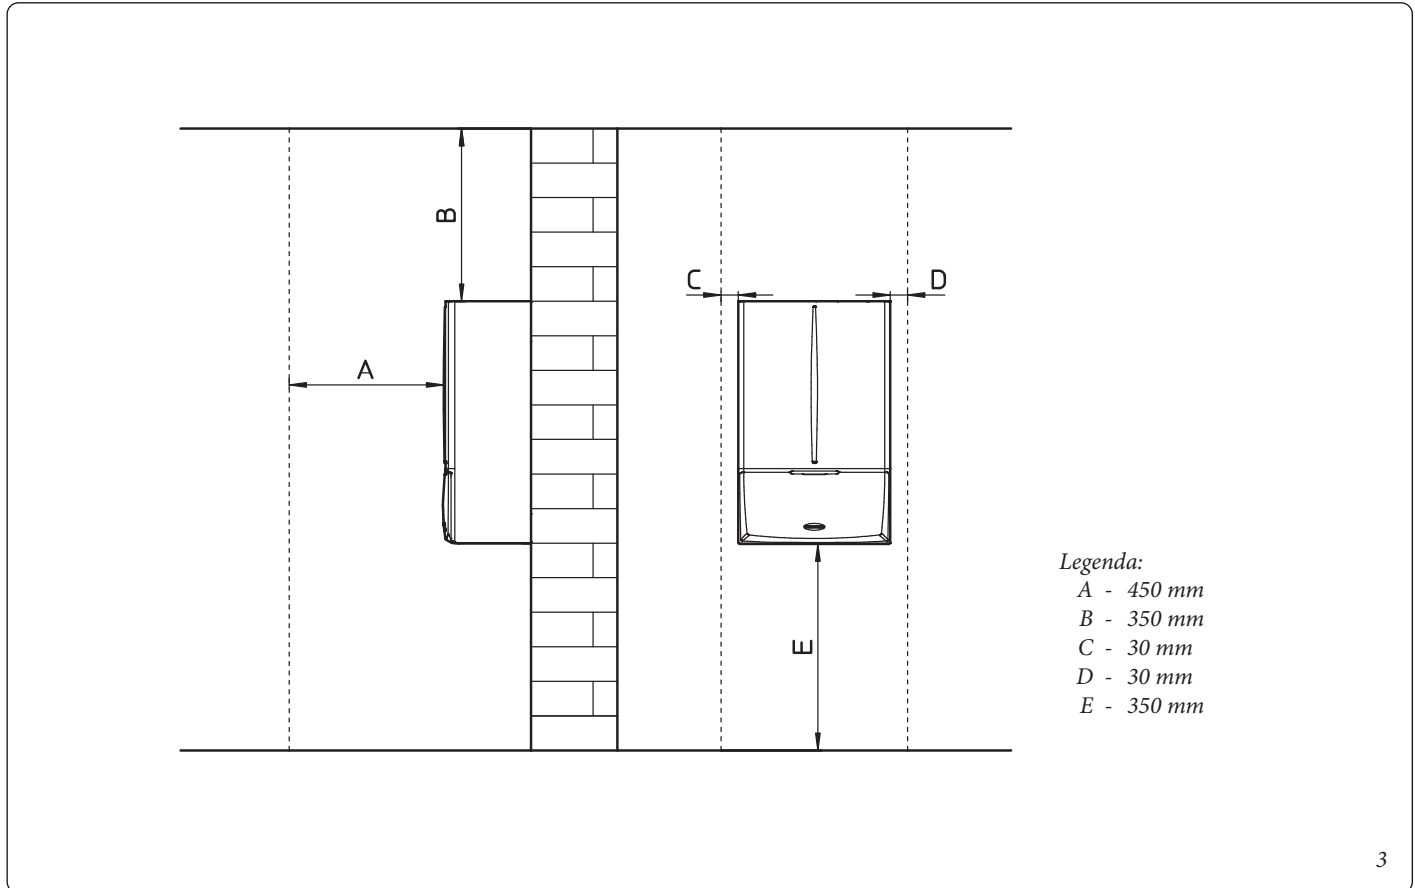 B
C
D
A
E
Legenda:
A - 450 mm
B - 350 mm
C - 30 mm
D - 30 mm
E - 350 mm
3